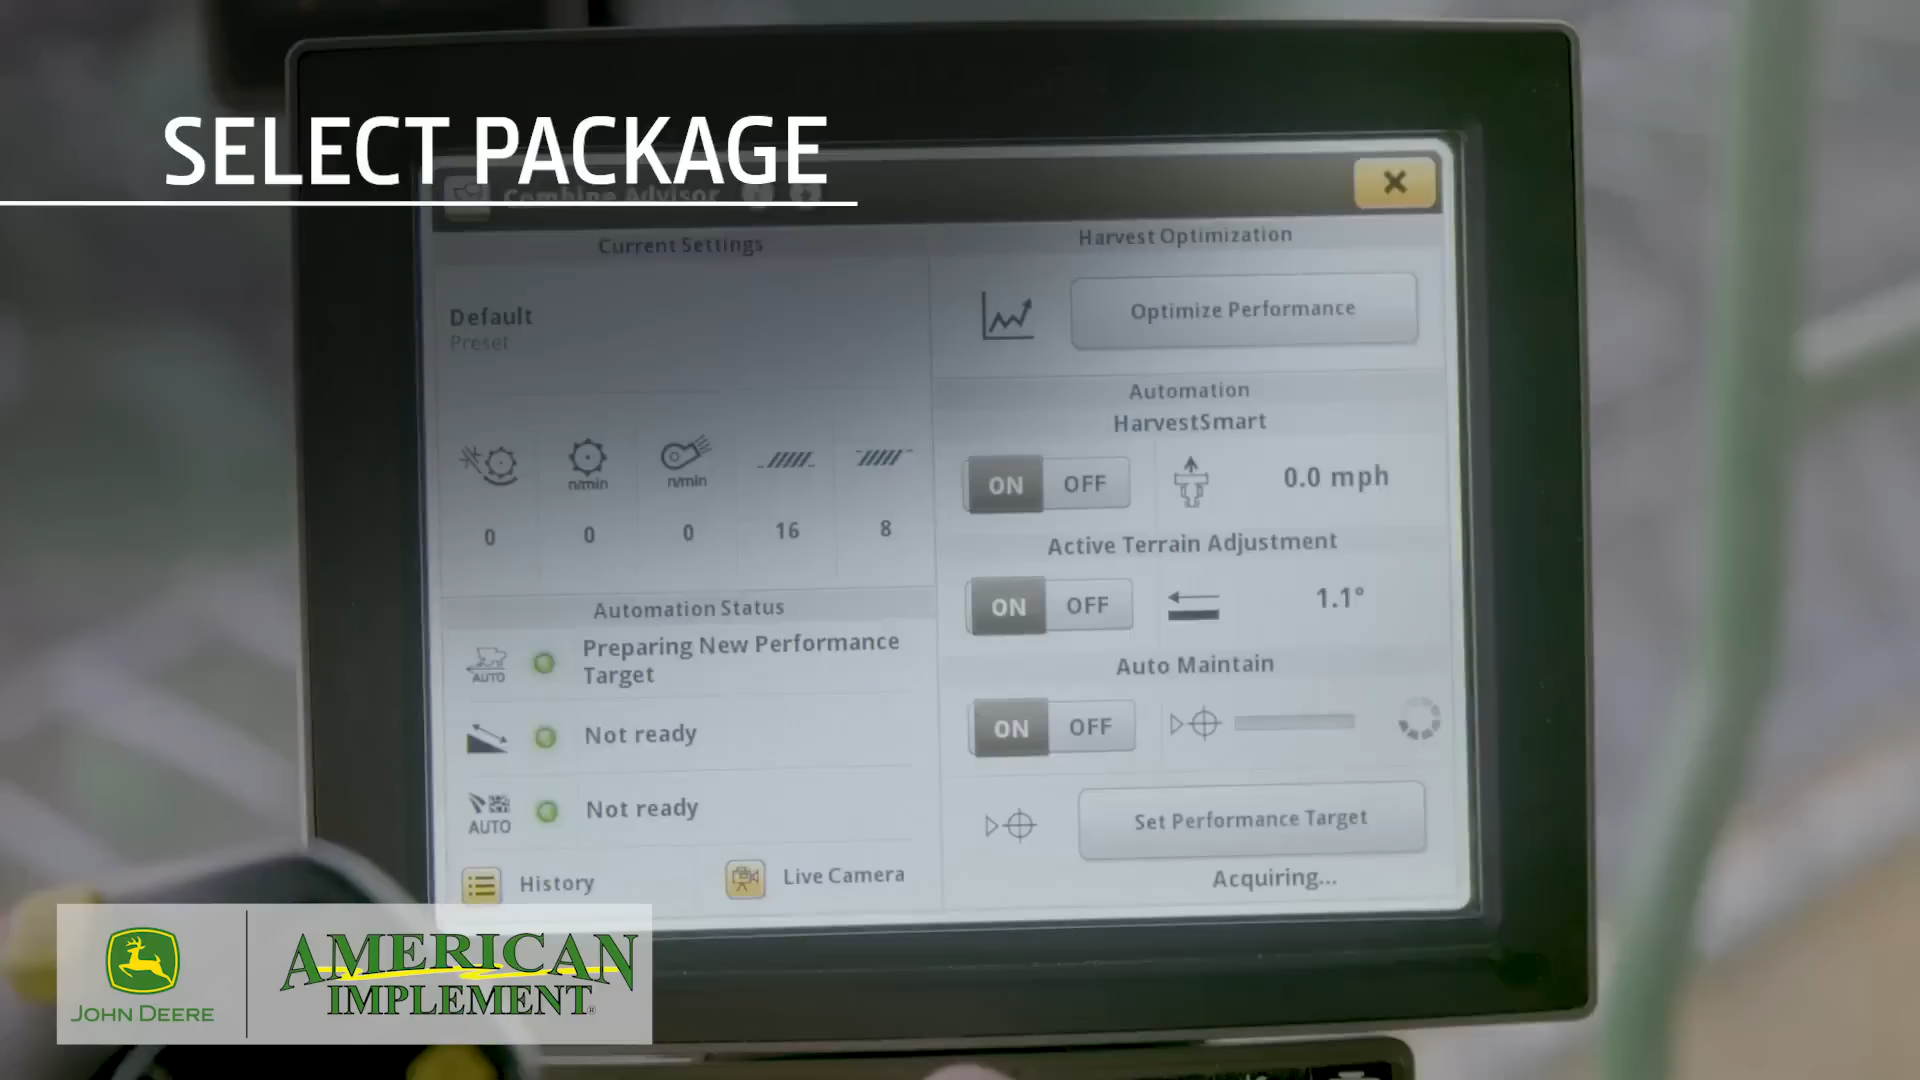 SELECT PACKAGE
Combine Advisor
Current Settings
Default
Preset
n/min
n/min
0
0
0
16
8
Automation Status
AUTO
Preparing New Performance
Target
Not ready
AUTO
Not ready
History
Live Camera
Harvest Optimization
Optimize Performance
Automation
HarvestSmart
ON
OFF
0.0 mph
Active Terrain Adjustment
ON
OFF
1.1°
Auto Maintain
ON
OFF
Set Performance Target
Acquiring...
JOHN DEERE
AMERICAN
IMPLEMENT®